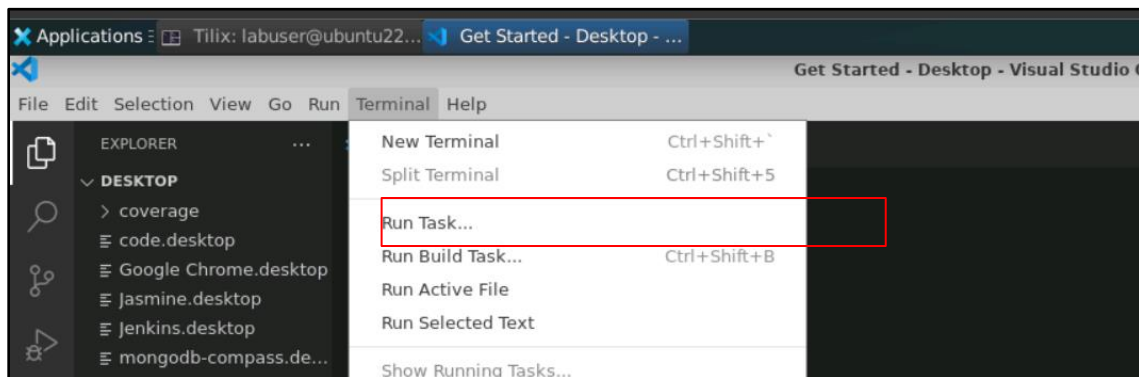 Applications Tilix: labuser@ubuntu22... Get Started - Desktop - ...
Get Started - Desktop - Visual Studio
File Edit Selection View Go Run Terminal Help
EXPLORER ...
DESKTOP
coverage
code.desktop
Google Chrome.desktop
Jasmine.desktop
Jenkins.desktop
mongodb-compass.de...
New Terminal Ctrl+Shift+`
Split Terminal Ctrl+Shift+5
Run Task...
Run Build Task... Ctrl+Shift+B
Run Active File
Run Selected Text
Show Running Tasks...